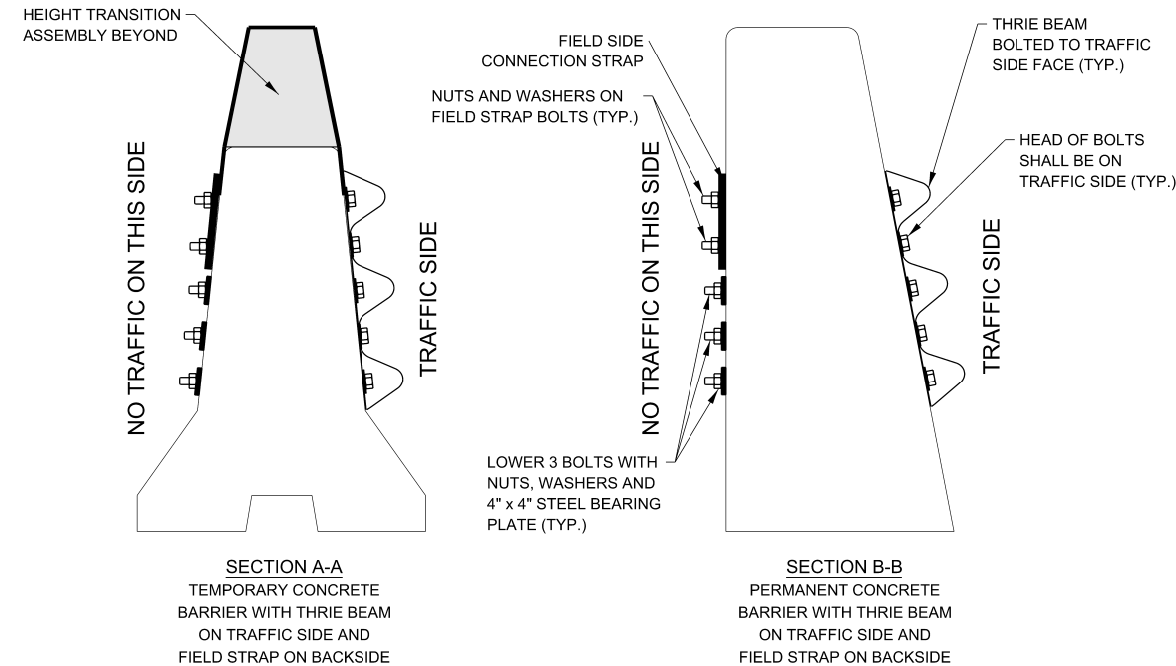 HEIGHT TRANSITION
ASSEMBLY BEYOND
NO TRAFFIC ON THIS SIDE
TRAFFIC SIDE
SECTION A-A
TEMPORARY CONCRETE
BARRIER WITH THRIE BEAM
ON TRAFFIC SIDE AND
FIELD STRAP ON BACKSIDE
FIELD SIDE
CONNECTION STRAP
NUTS AND WASHERS ON
FIELD STRAP BOLTS (TYP.)
NO TRAFFIC ON THIS SIDE
LOWER 3 BOLTS WITH
NUTS, WASHERS AND
4" x 4" STEEL BEARING
PLATE (TYP.)
THRIE BEAM
BOLTED TO TRAFFIC
SIDE FACE (TYP.)
HEAD OF BOLTS
SHALL BE ON
TRAFFIC SIDE (TYP.)
TRAFFIC SIDE
SECTION B-B
PERMANENT CONCRETE
BARRIER WITH THRIE BEAM
ON TRAFFIC SIDE AND
FIELD STRAP ON BACKSIDE